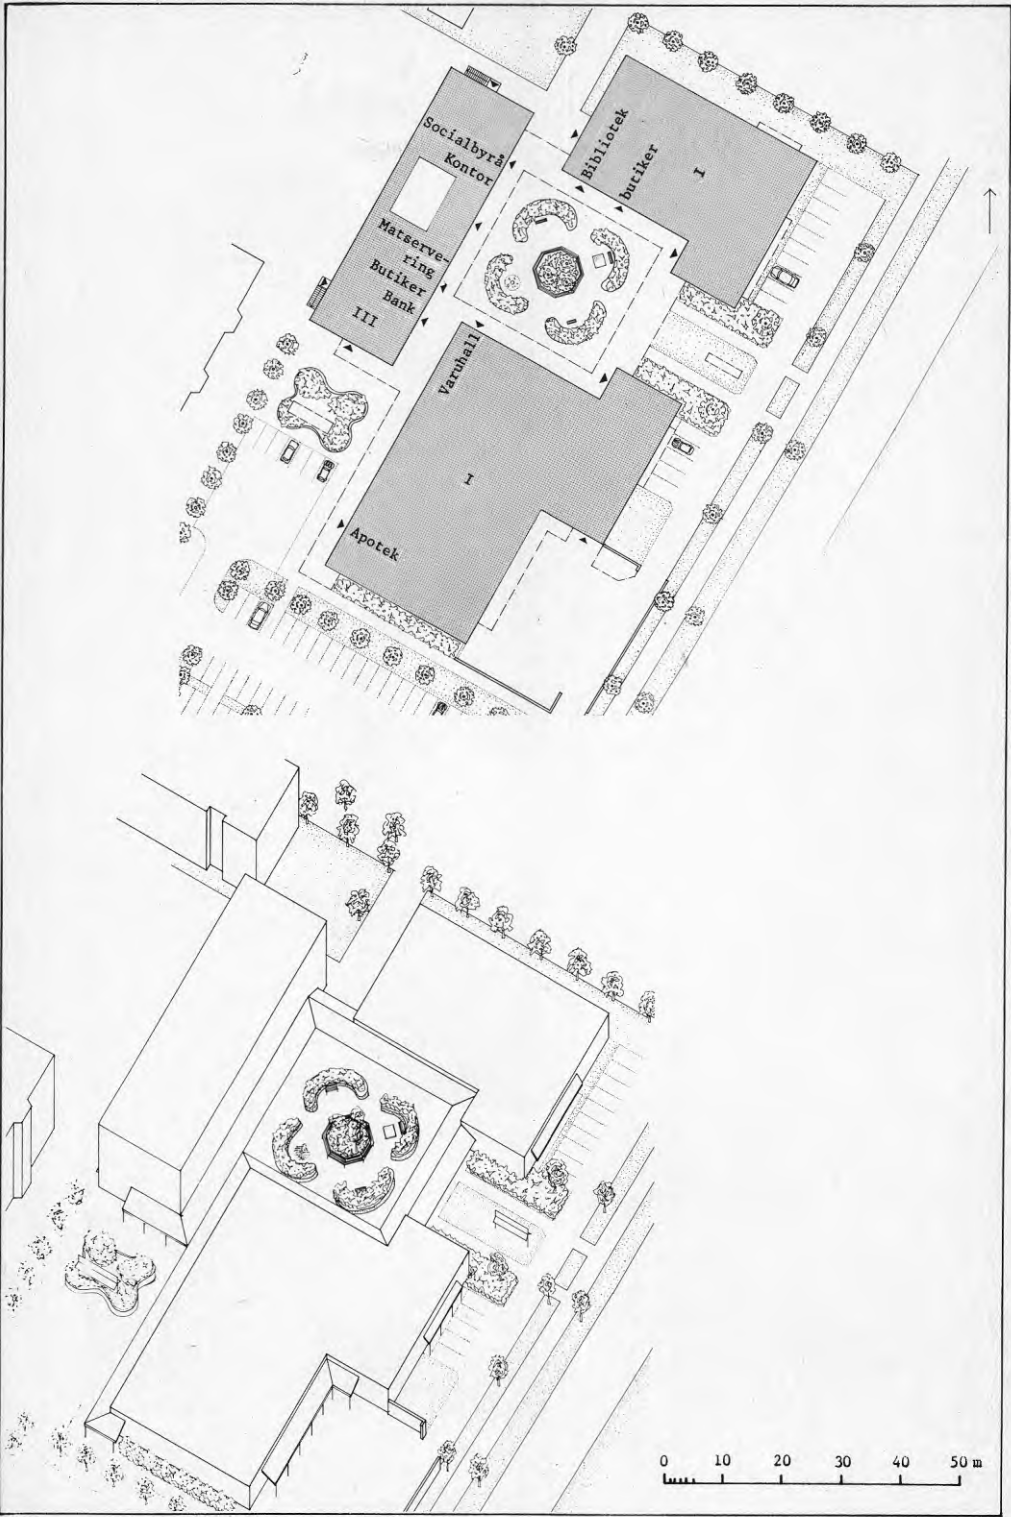 Socialbyrå
Kontor
Matserve-
ring
Butiker
Bank
III
Bibliotek
butiker
I
Varuhall
I
Apotek
0 10 20 30 40 50 m